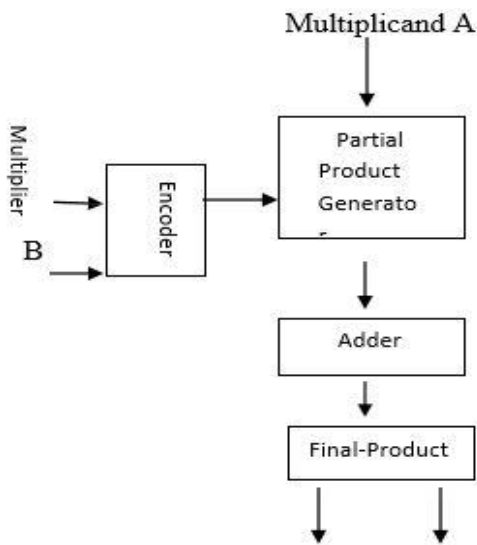 Multiplicand A
Partial
Product
Generato
Multiplier
B
Encoder
Adder
Final-Product